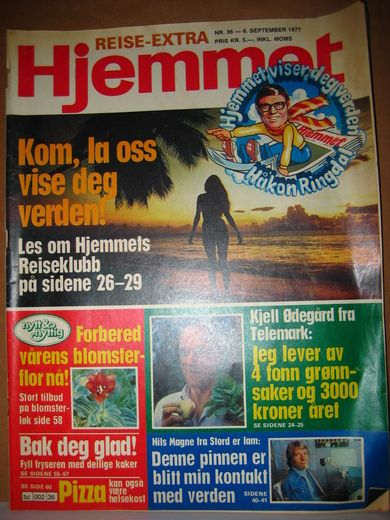 REISE-EXTRA
NR. 36 — 6. SEPTEMBER 1977
PRIS KR. 5,—, INKL. MOMS
Hjemmet
Hjemmet viser deg verden
Hjemmet
Håkon Ringdal
Kom, la oss
vise deg
verden!
Les om Hjemmets
Reiseklubb
på sidene 26–29
nytt &
nyttig
Forbered
vårens blomster-
flor nå!
Stort tilbud
på blomster-
løk side 58
Kjell Ødegård fra
Telemark:
Jeg lever av
4 tonn grønn-
saker og 3000
kroner året
SE SIDENE 24-25
Bak deg glad!
Fyll fryseren med deilige kaker
SE SIDENE 55-57
SE SIDE 60
bc 002 36
Pizza
kan også
være
helsekost
Nils Magne fra Stord er lam:
Denne pinnen er
blitt min kontakt
med verden
SIDENE
40-41